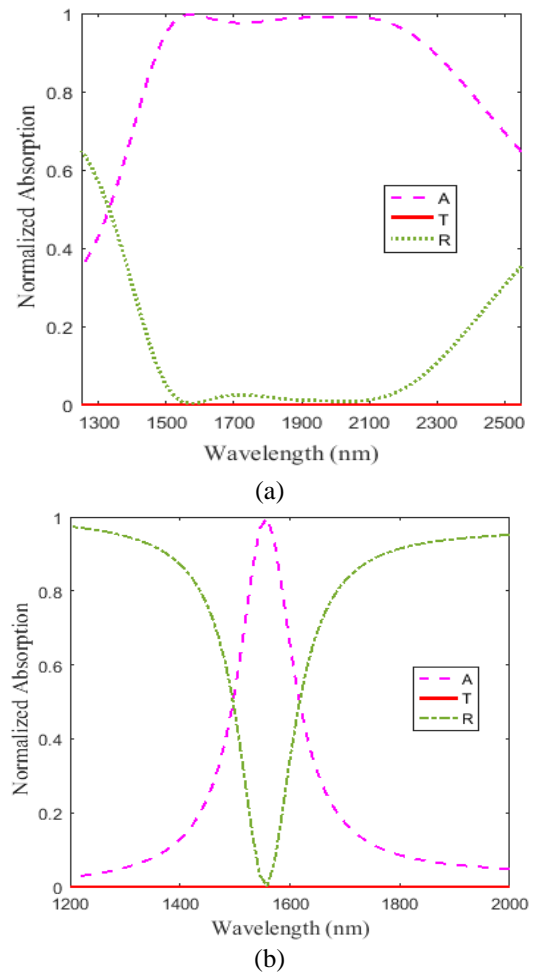 1
0.8
0.6
0.4
0.2
0
Normalized Absorption
A
T
R
1300 1500 1700 1900 2100 2300 2500
Wavelength (nm)
(a)
1
0.8
0.6
0.4
0.2
0
Normalized Absorption
A
T
R
1200 1400 1600 1800 2000
Wavelength (nm)
(b)